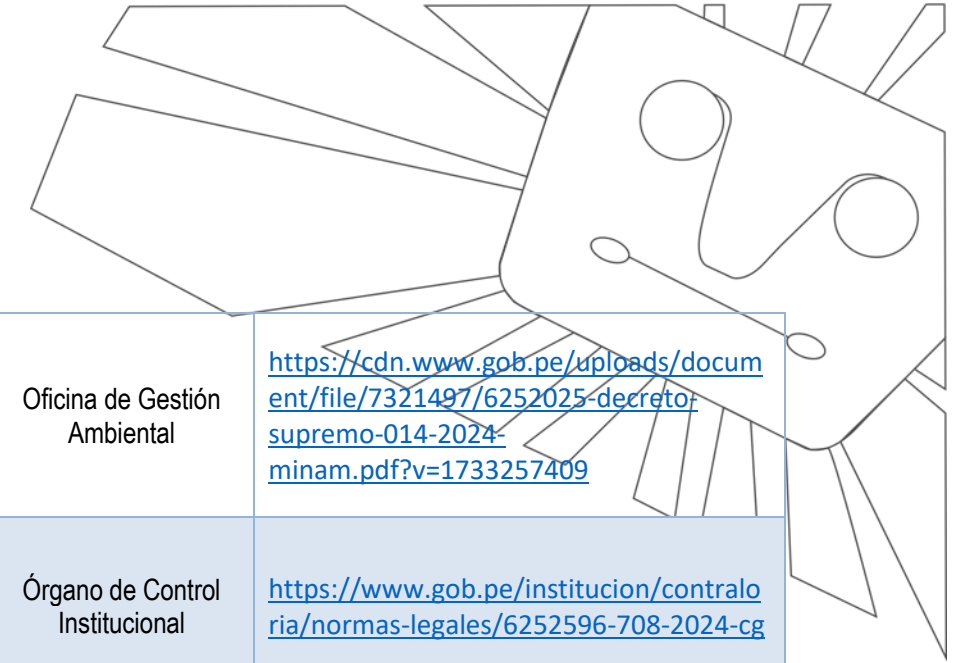 Oficina de Gestión
Ambiental
https://cdn.www.gob.pe/uploads/docum
ent/file/7321497/6252025-decreto-
supremo-014-2024-
minam.pdf?v=1733257409
Órgano de Control
Institucional
https://www.gob.pe/institucion/contralo
ria/normas-legales/6252596-708-2024-cg